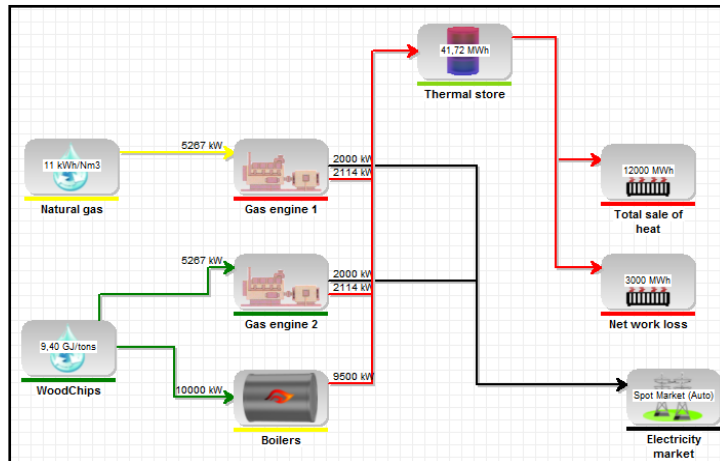 41,72 MWh
Thermal store
5267 kW
11 kWh/Nm3
2000 kW
2114 kW
12000 MWh
Natural gas
Gas engine 1
Total sale of
heat
5267 kW
2000 kW
2114 kW
3000 MWh
Gas engine 2
Net work loss
9,40 GJ/tons
WoodChips
10000 kW
9500 kW
Spot Market (Auto)
Boilers
Electricity
market